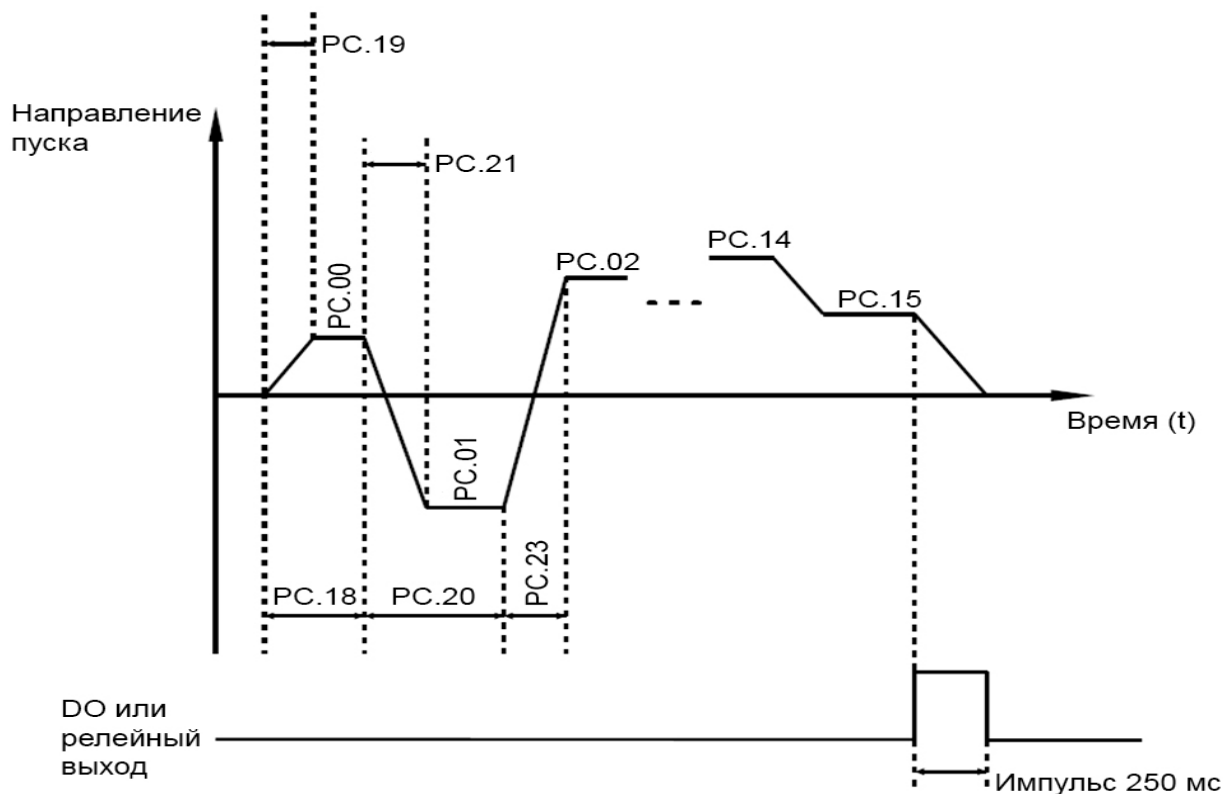 PC.19
Направление
пуска
PC.21
PC.14
PC.02
PC.00
PC.15
Время (t)
PC.01
PC.23
PC.18
PC.20
DO или
релейный
выход
Импульс 250 мс